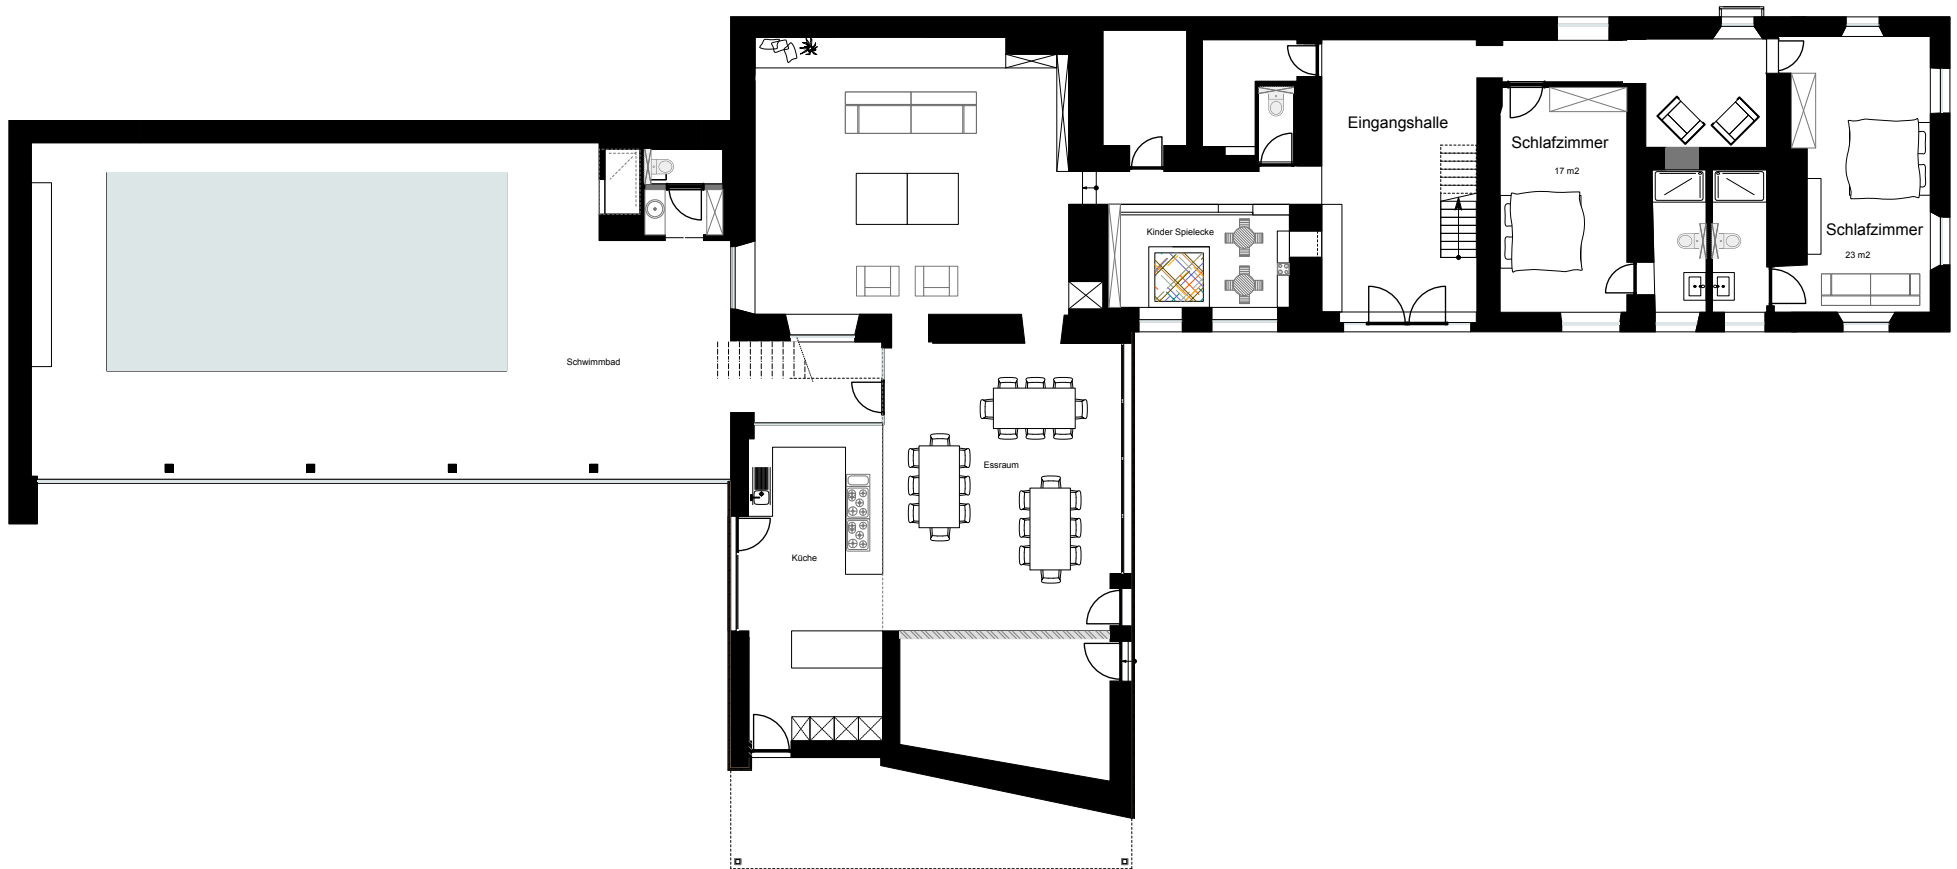 Eingangshalle
Schlafzimmer
17 m2
Schlafzimmer
23 m2
Kinder Spielecke
Schwimmbad
Essraum
Küche